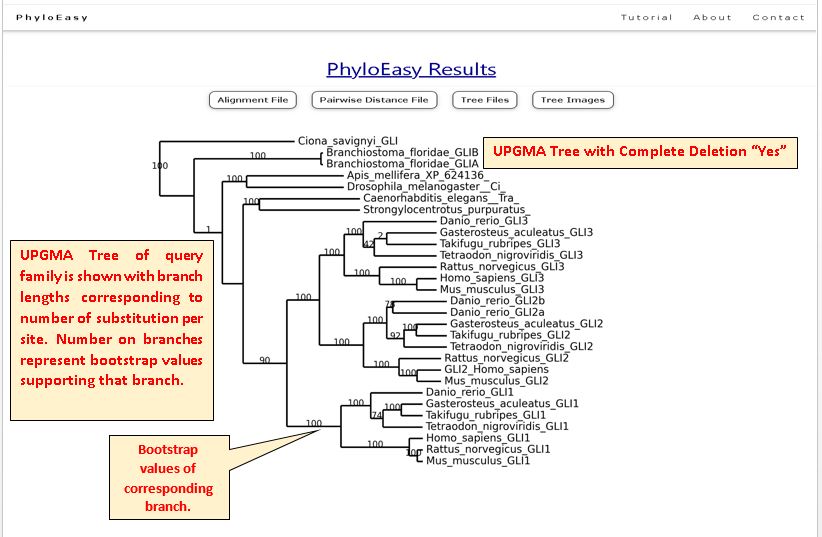 PhyloEasy
Tutorial About Contact
PhyloEasy Results
Alignment File Pairwise Distance File Tree Files Tree Images
UPGMA Tree with Complete Deletion "Yes"
Ciona_savignyi_GLI
100
Branchiostoma_floridae_GLIB
100
Branchiostoma_floridae_GLIA
Apis_mellifera_XP_624136_
100
Drosophila_melanogaster__Ci_
Caenorhabditis_elegans__Tra_
100
Strongylocentrotus_purpuratus_
1
Danio_rerio_GLI3
100
Gasterosteus_aculeatus_GLI3
2
Takifugu_rubripes_GLI3
42
Tetraodon_nigroviridis_GLI3
100
Rattus_norvegicus_GLI3
100
Homo_sapiens_GLI3
100
Mus_musculus_GLI3
100
Danio_rerio_GLI2b
78
Danio_rerio_GLI2a
100
Gasterosteus_aculeatus_GLI2
100
Takifugu_rubripes_GLI2
92
Tetraodon_nigroviridis_GLI2
100
Rattus_norvegicus_GLI2
100
GLI2_Homo_sapiens
100
Mus_musculus_GLI2
90
Danio_rerio_GLI1
100
Gasterosteus_aculeatus_GLI1
100
Takifugu_rubripes_GLI1
74
Tetraodon_nigroviridis_GLI1
100
Homo_sapiens_GLI1
100
Rattus_norvegicus_GLI1
100
Mus_musculus_GLI1
UPGMA Tree of query
family is shown with branch
lengths corresponding to
number of substitution per
site. Number on branches
represent bootstrap values
supporting that branch.
Bootstrap
values of
corresponding
branch.